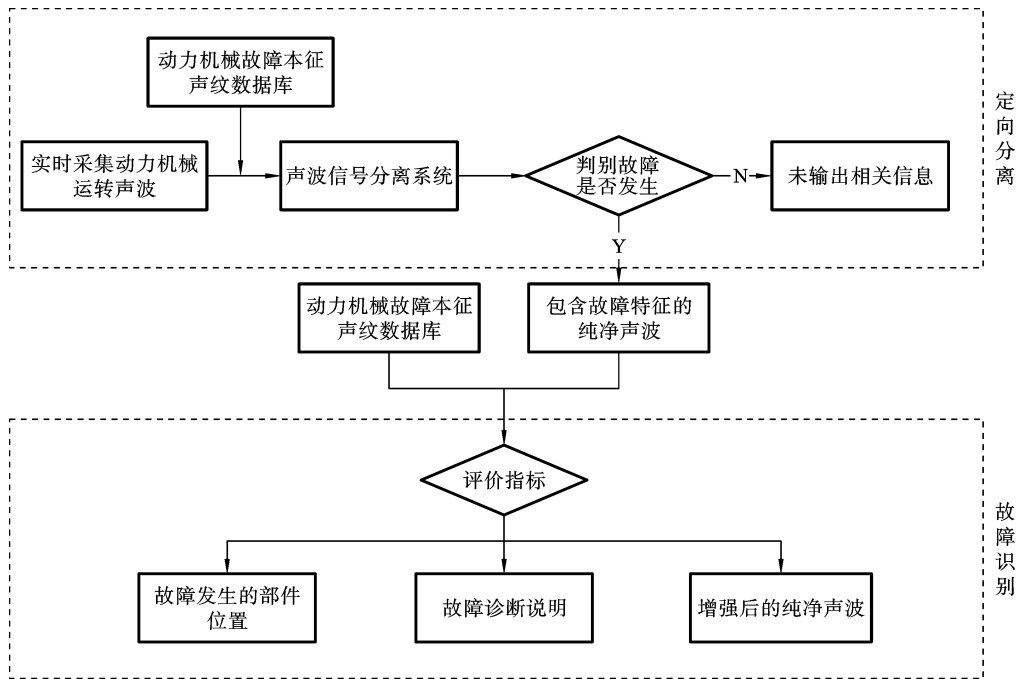 动力机械故障本征
声纹数据库
实时采集动力机械
运转声波
声波信号分离系统
判别故障
是否发生
N
未输出相关信息
定向分离
Y
动力机械故障本征
声纹数据库
包含故障特征的
纯净声波
评价指标
故障发生的部件
位置
故障诊断说明
增强后的纯净声波
故障识别